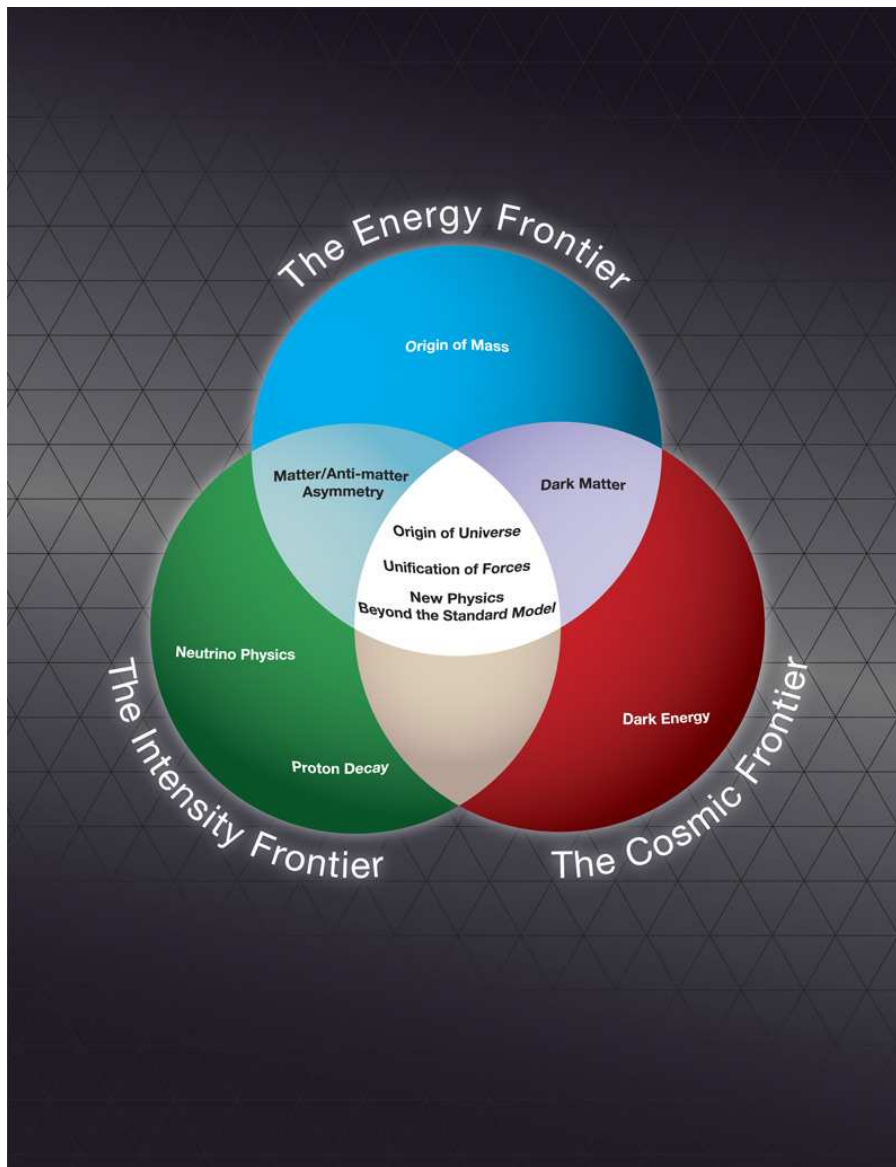 The Energy Frontier
Origin of Mass
Matter/Anti-matter
Asymmetry
Dark Matter
Origin of Universe
Unification of Forces
New Physics
Beyond the Standard Model
Neutrino Physics
Dark Energy
Proton Decay
The Intensity Frontier
The Cosmic Frontier